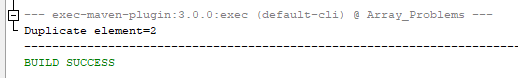 --- exec-maven-plugin:3.0.0:exec (default-cli) @ Array_Problems ---
Duplicate element=2
------------------------------------------------------------------------
BUILD SUCCESS